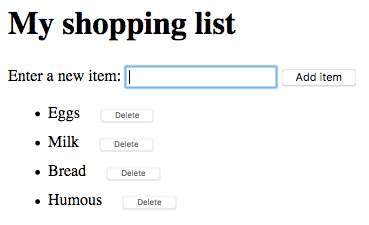 My shopping list
Enter a new item: Add item
Eggs Delete
Milk Delete
Bread Delete
Humous Delete